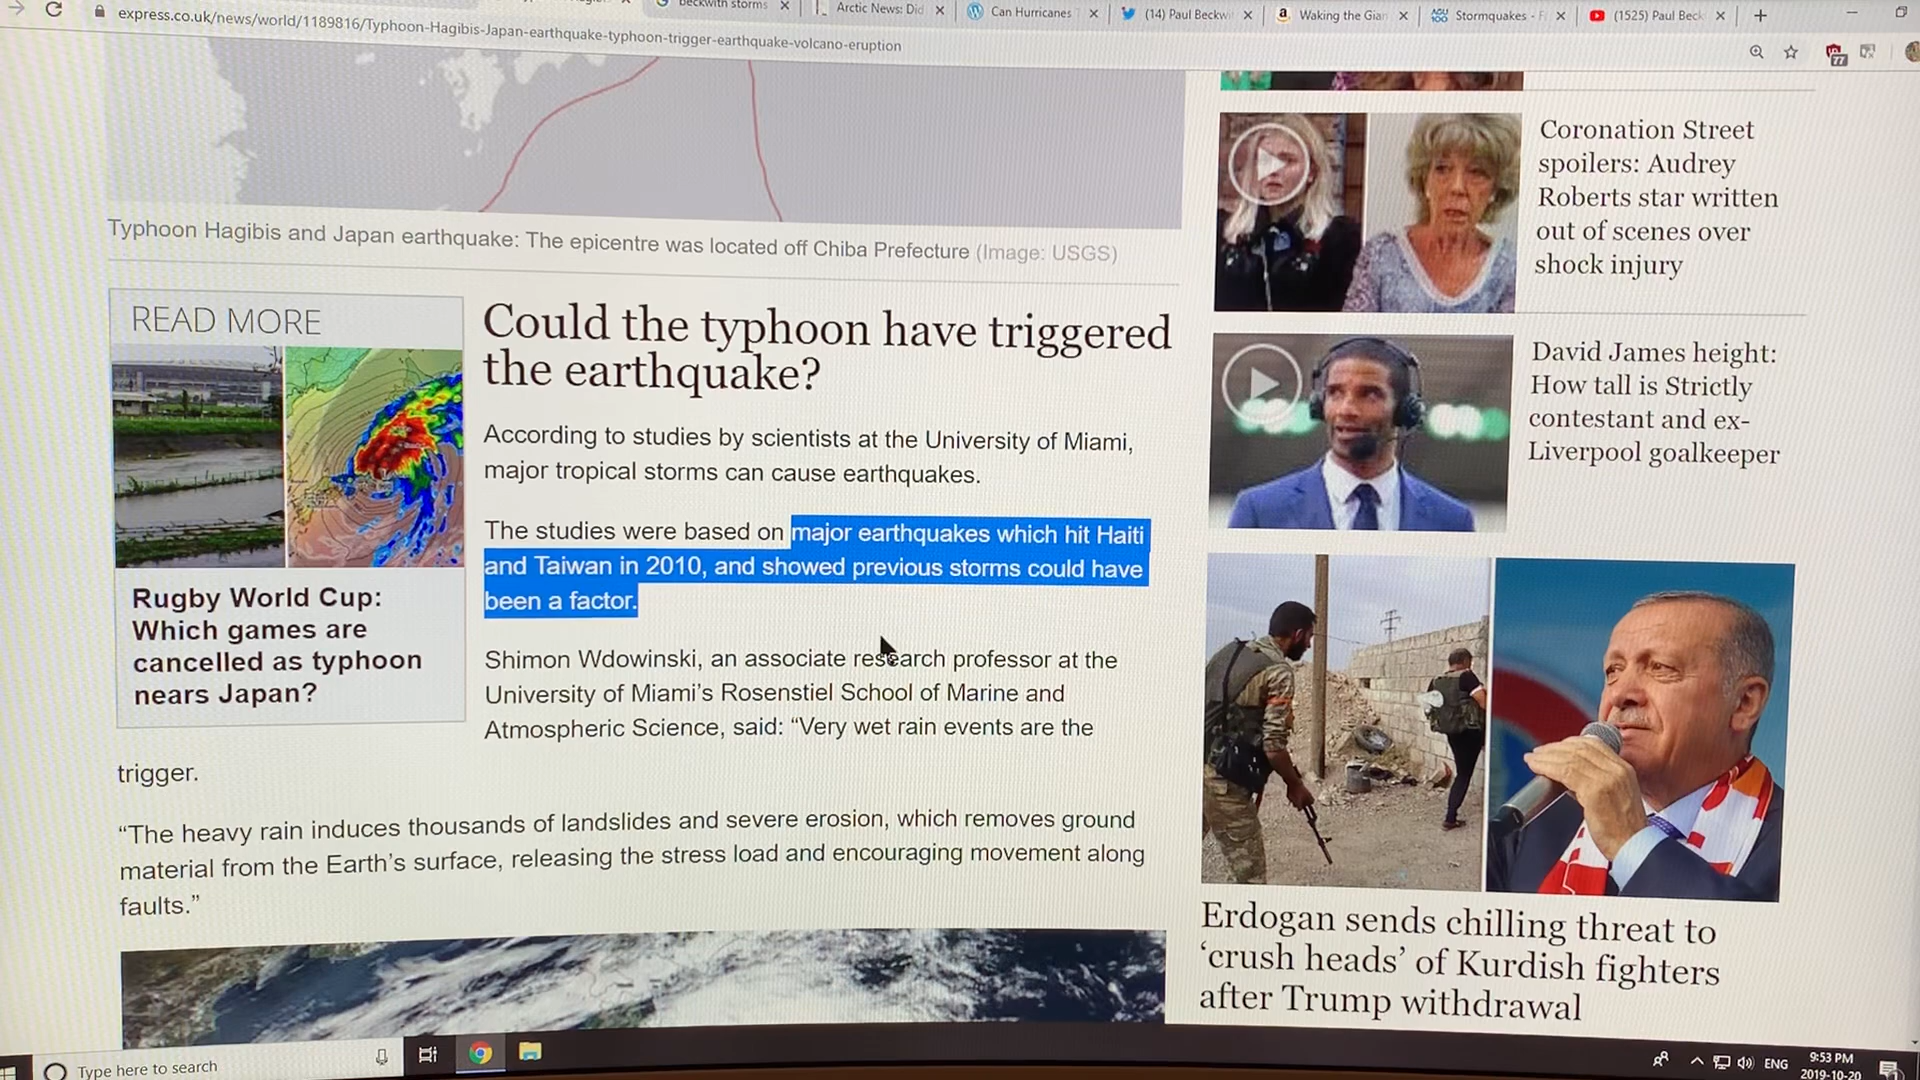 beckwith storms
Arctic News: Did
Can Hurricanes T
(14) Paul Beckwi
Waking the Gian
Stormquakes - F
(1525) Paul Beck
express.co.uk/news/world/1189816/Typhoon-Hagibis-Japan-earthquake-typhoon-trigger-earthquake-volcano-eruption
77
Typhoon Hagibis and Japan earthquake: The epicentre was located off Chiba Prefecture (Image: USGS)
READ MORE
Rugby World Cup:
Which games are
cancelled as typhoon
nears Japan?
Could the typhoon have triggered
the earthquake?
According to studies by scientists at the University of Miami,
major tropical storms can cause earthquakes.
The studies were based on major earthquakes which hit Haiti
and Taiwan in 2010, and showed previous storms could have
been a factor.
Shimon Wdowinski, an associate research professor at the
University of Miami’s Rosenstiel School of Marine and
Atmospheric Science, said: “Very wet rain events are the
trigger.
“The heavy rain induces thousands of landslides and severe erosion, which removes ground
material from the Earth’s surface, releasing the stress load and encouraging movement along
faults.”
Coronation Street
spoilers: Audrey
Roberts star written
out of scenes over
shock injury
David James height:
How tall is Strictly
contestant and ex-
Liverpool goalkeeper
Erdogan sends chilling threat to
‘crush heads’ of Kurdish fighters
after Trump withdrawal
Type here to search
ENG
9:53 PM
2019-10-20